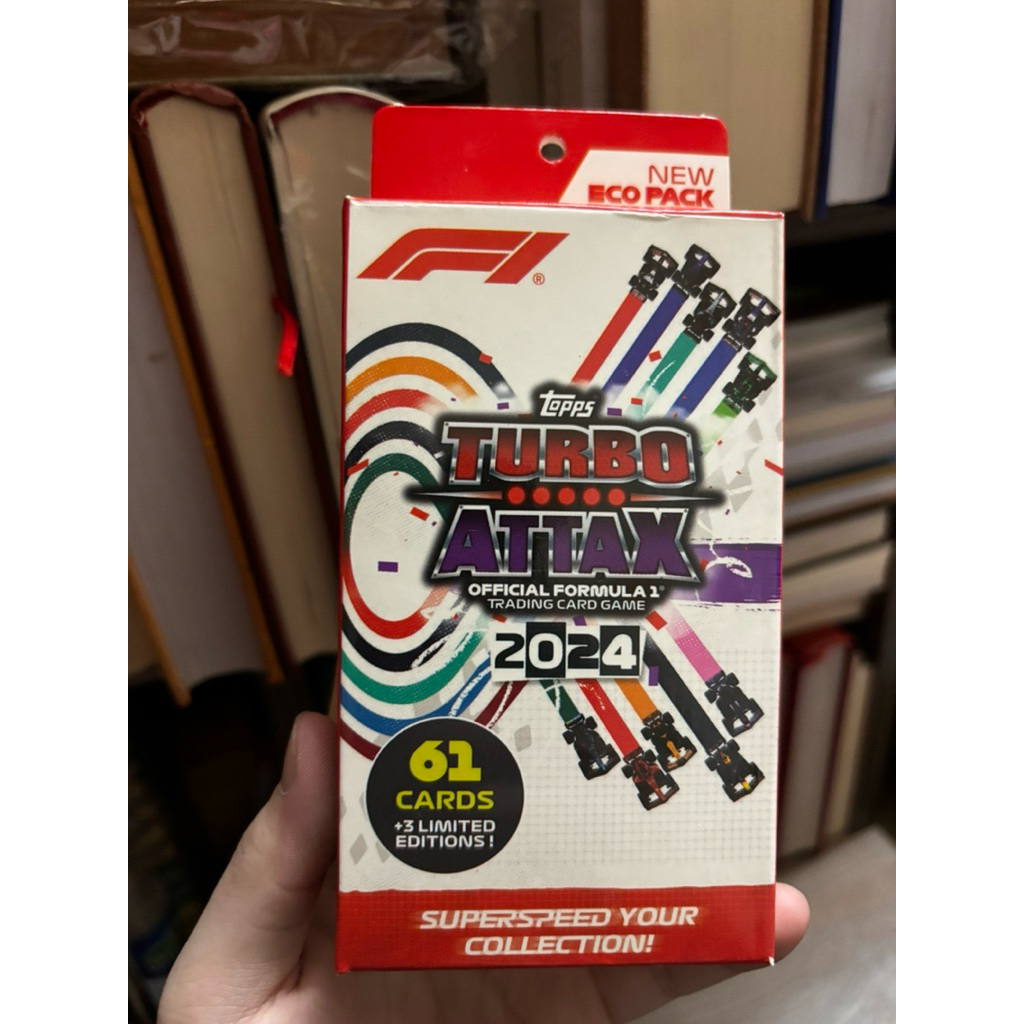 NEW
ECO PACK
F1®
Topps
TURBO
ATTAX
OFFICIAL FORMULA 1®
TRADING CARD GAME
2024
61
CARDS
+3 LIMITED
EDITIONS!
SUPERSPEED YOUR
COLLECTION!